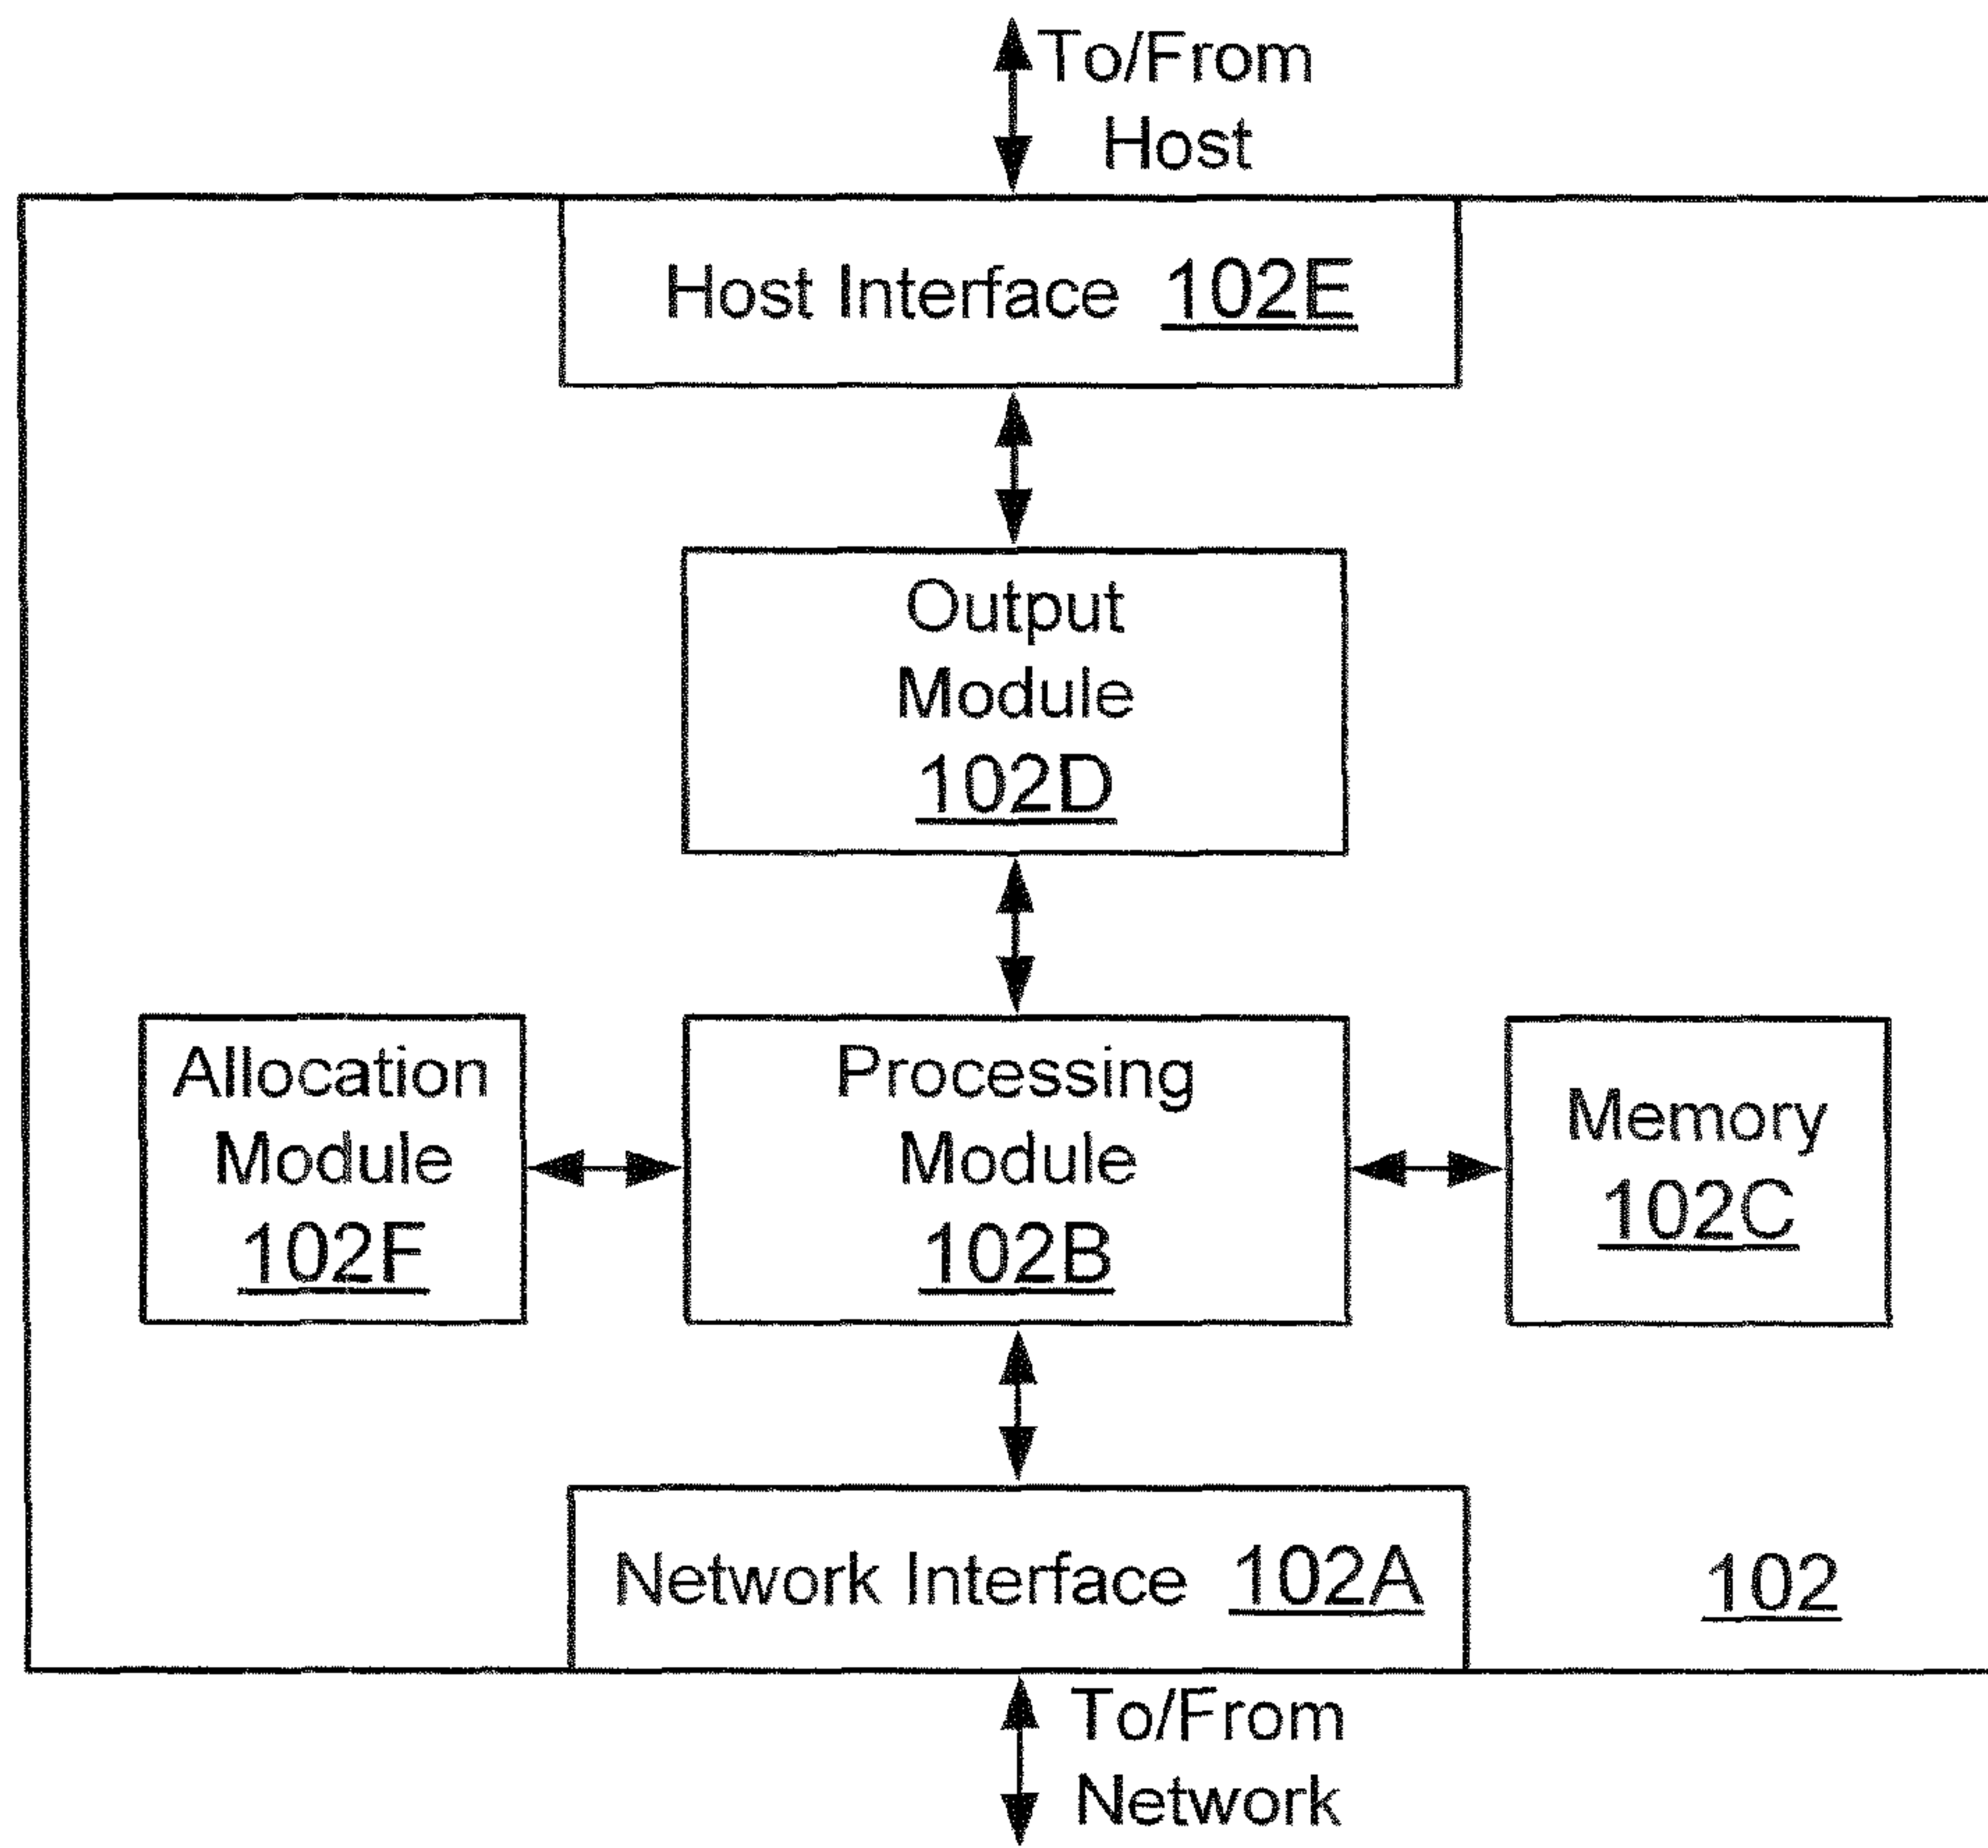 To/From
Host
Host Interface 102E
Output
Module
102D
Allocation
Module
102F
Processing
Module
102B
Memory
102C
Network Interface 102A
102
To/From
Network